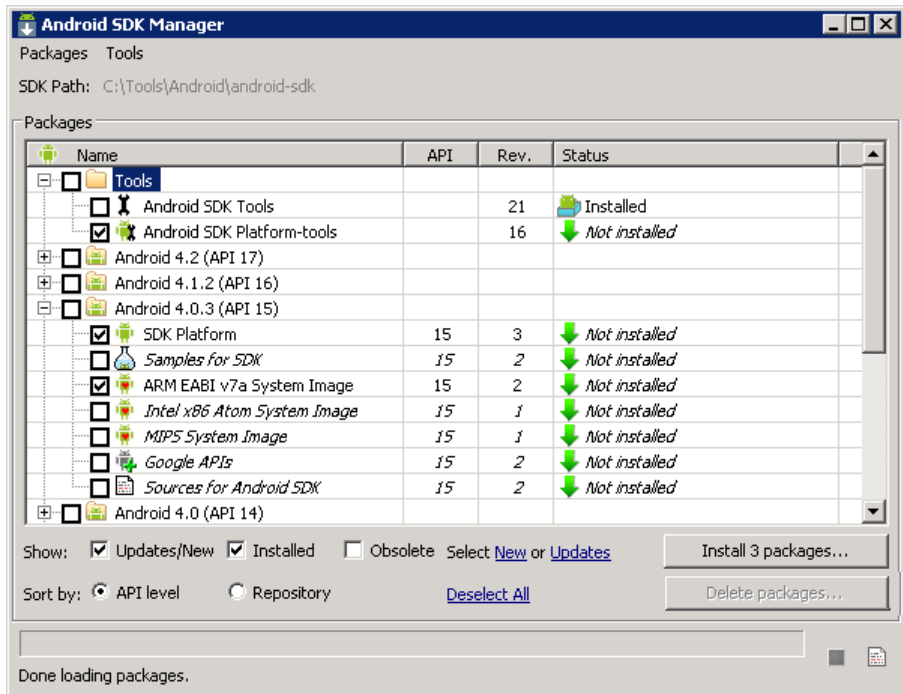 Android SDK Manager
Packages Tools
SDK Path: C:\Tools\Android\android-sdk
Packages
Name API Rev. Status
Tools
Android SDK Tools 21 Installed
Android SDK Platform-tools 16 Not installed
Android 4.2 (API 17)
Android 4.1.2 (API 16)
Android 4.0.3 (API 15)
SDK Platform 15 3 Not installed
Samples for SDK 15 2 Not installed
ARM EABI v7a System Image 15 2 Not installed
Intel x86 Atom System Image 15 1 Not installed
MIPS System Image 15 1 Not installed
Google APIs 15 2 Not installed
Sources for Android SDK 15 2 Not installed
Android 4.0 (API 14)
Show: Updates/New Installed Obsolete Select New or Updates Install 3 packages...
Sort by: API level Repository Deselect All Delete packages...
Done loading packages.